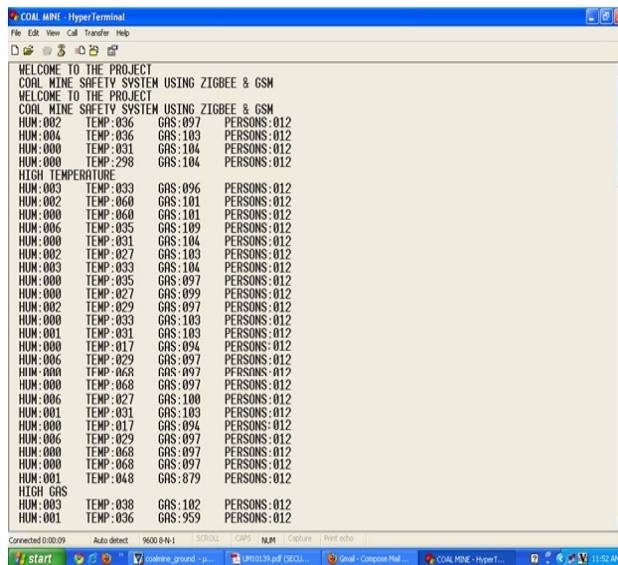 COAL MINE - HyperTerminal
File Edit View Call Transfer Help
WELCOME TO THE PROJECT
COAL MINE SAFETY SYSTEM USING ZIGBEE & GSM
WELCOME TO THE PROJECT
COAL MINE SAFETY SYSTEM USING ZIGBEE & GSM
HUM:002 TEMP:036 GAS:097 PERSONS:012
HUM:004 TEMP:036 GAS:103 PERSONS:012
HUM:000 TEMP:031 GAS:104 PERSONS:012
HUM:000 TEMP:298 GAS:104 PERSONS:012
HIGH TEMPERATURE
HUM:003 TEMP:033 GAS:096 PERSONS:012
HUM:002 TEMP:060 GAS:101 PERSONS:012
HUM:000 TEMP:060 GAS:101 PERSONS:012
HUM:006 TEMP:035 GAS:109 PERSONS:012
HUM:000 TEMP:031 GAS:104 PERSONS:012
HUM:002 TEMP:027 GAS:103 PERSONS:012
HUM:003 TEMP:033 GAS:104 PERSONS:012
HUM:000 TEMP:035 GAS:097 PERSONS:012
HUM:000 TEMP:027 GAS:099 PERSONS:012
HUM:002 TEMP:029 GAS:097 PERSONS:012
HUM:000 TEMP:033 GAS:103 PERSONS:012
HUM:001 TEMP:031 GAS:103 PERSONS:012
HUM:000 TEMP:017 GAS:094 PERSONS:012
HUM:006 TEMP:029 GAS:097 PERSONS:012
HUM:000 TEMP:068 GAS:097 PERSONS:012
HUM:000 TEMP:068 GAS:097 PERSONS:012
HUM:006 TEMP:027 GAS:100 PERSONS:012
HUM:001 TEMP:031 GAS:103 PERSONS:012
HUM:000 TEMP:017 GAS:094 PERSONS:012
HUM:006 TEMP:029 GAS:097 PERSONS:012
HUM:000 TEMP:068 GAS:097 PERSONS:012
HUM:000 TEMP:068 GAS:097 PERSONS:012
HUM:001 TEMP:048 GAS:879 PERSONS:012
HIGH GAS
HUM:003 TEMP:038 GAS:102 PERSONS:012
HUM:001 TEMP:036 GAS:959 PERSONS:012
Connected 0:00:09 Auto detect 9600 8-N-1 SCROLL CAPS NUM Capture Print echo
start coalmine_ground - µ... UM10139.pdf (SECU... Gmail - Compose Mail ... COAL MINE - HyperT... 11:52 AM